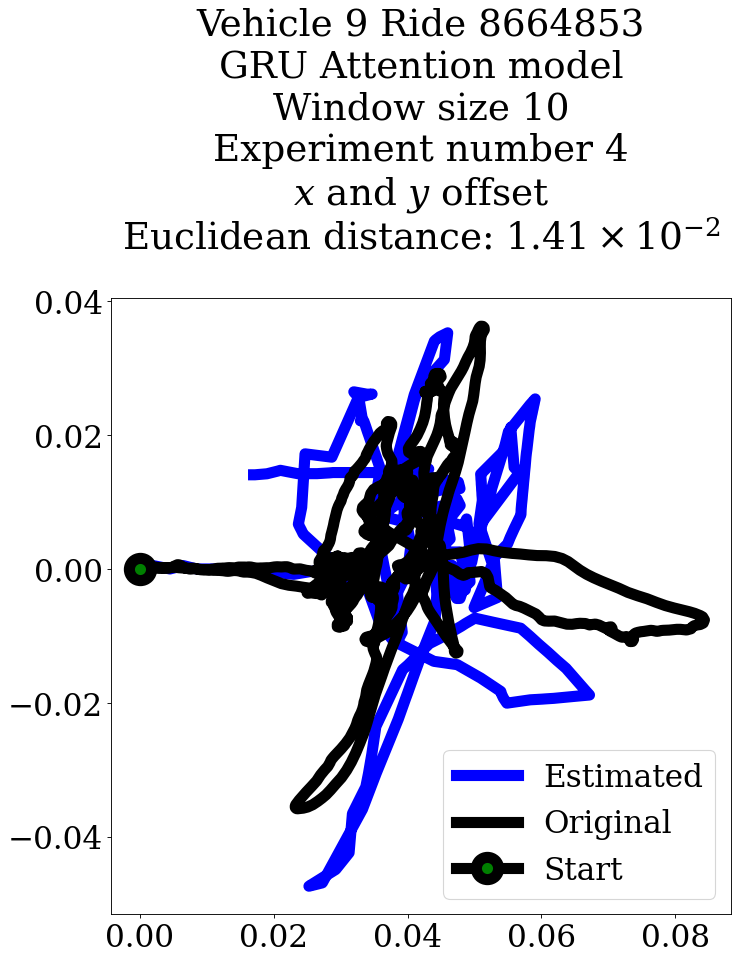 Vehicle 9 Ride 8664853
GRU Attention model
Window size 10
Experiment number 4
x and y offset
Euclidean distance: 1.41 × 10⁻²
0.04
0.02
0.00
−0.02
−0.04
Estimated
Original
Start
0.00 0.02 0.04 0.06 0.08